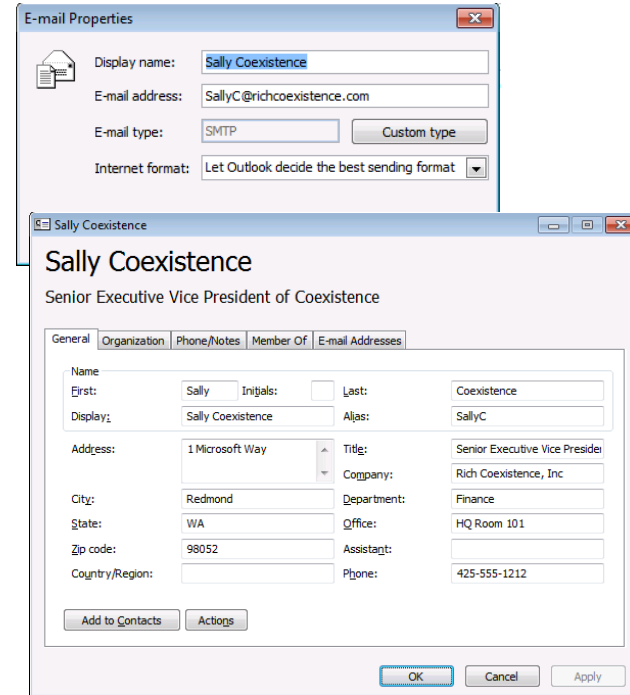 E-mail Properties
Display name: Sally Coexistence
E-mail address: SallyC@richcoexistence.com
E-mail type: SMTP Custom type
Internet format: Let Outlook decide the best sending format
Sally Coexistence
Sally Coexistence
Senior Executive Vice President of Coexistence
General Organization Phone/Notes Member Of E-mail Addresses
Name
First: Sally Initials: Last: Coexistence
Display: Sally Coexistence Alias: SallyC
Address: 1 Microsoft Way Title: Senior Executive Vice Presider
Company: Rich Coexistence, Inc
City: Redmond Department: Finance
State: WA Office: HQ Room 101
Zip code: 98052 Assistant:
Country/Region: Phone: 425-555-1212
Add to Contacts Actions
OK Cancel Apply